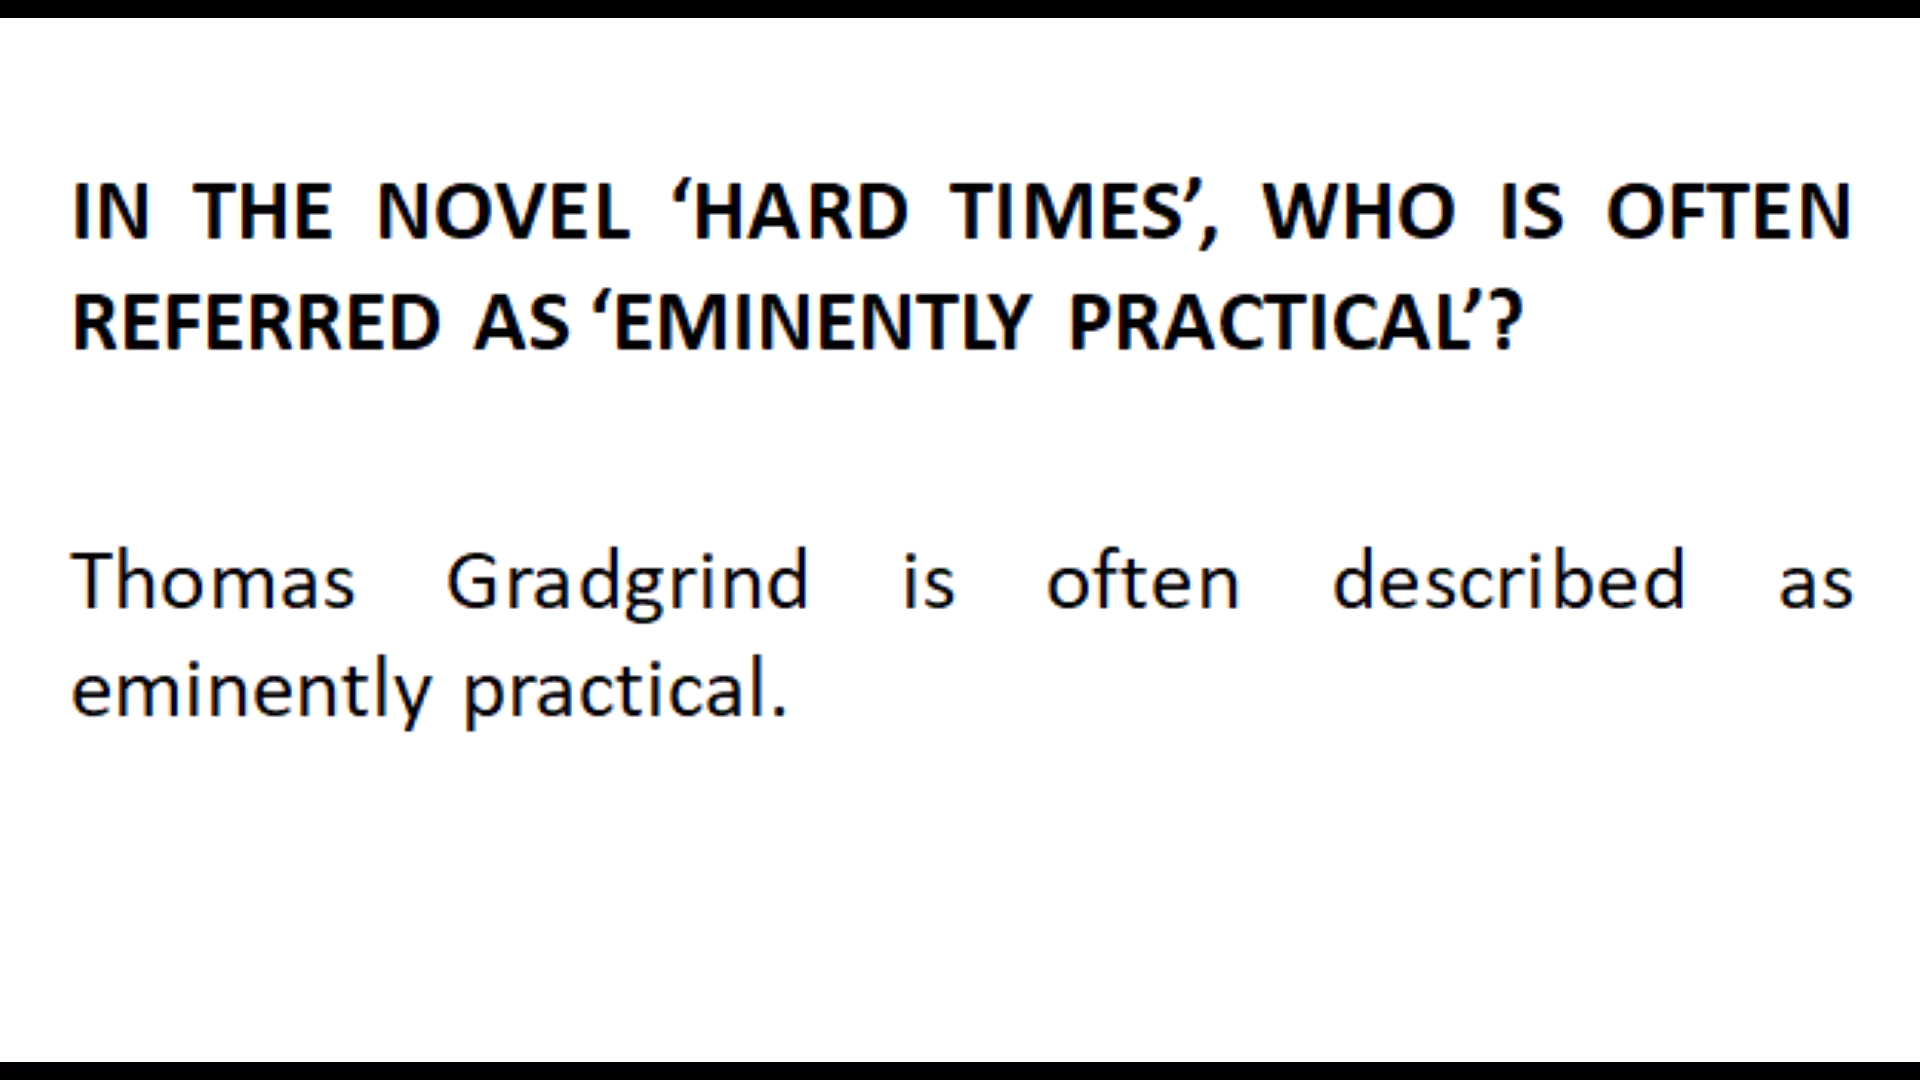 IN THE NOVEL ‘HARD TIMES’, WHO IS OFTEN
REFERRED AS ‘EMINENTLY PRACTICAL’?
Thomas Gradgrind is often described as
eminently practical.